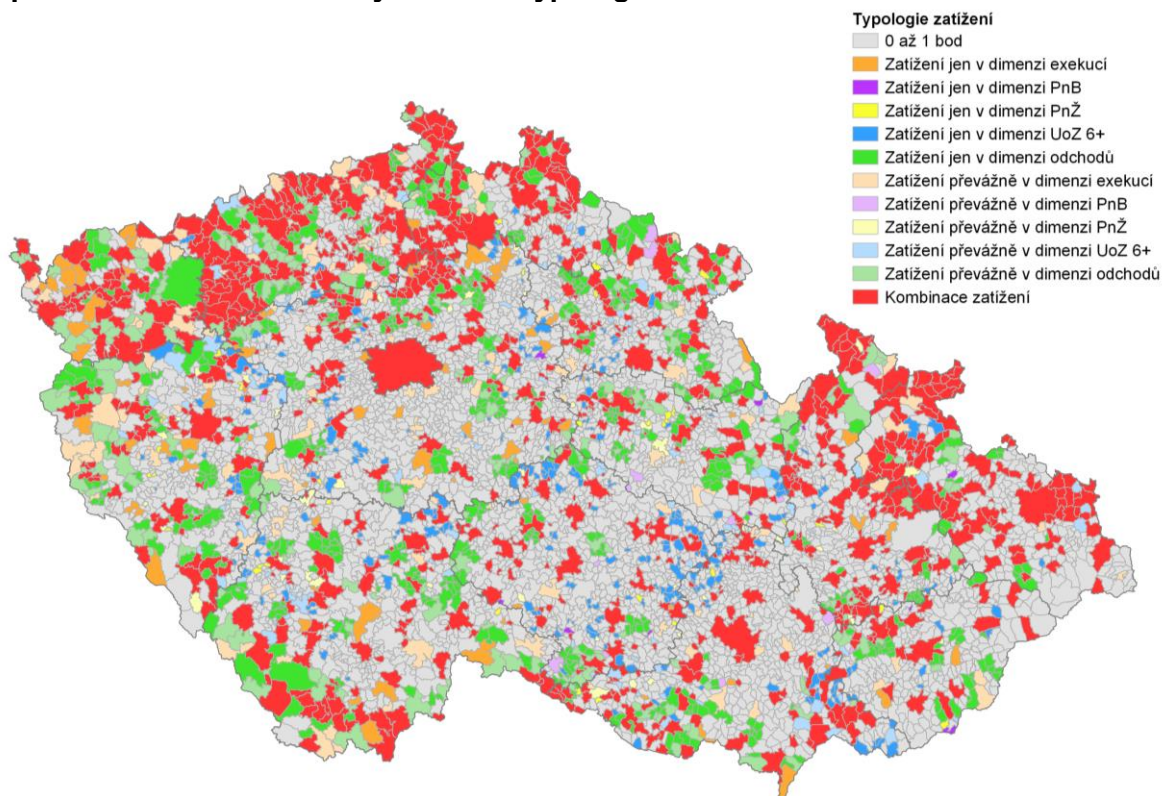 Typologie zatížení
0 až 1 bod
Zatížení jen v dimenzi exekucí
Zatížení jen v dimenzi PnB
Zatížení jen v dimenzi PnŽ
Zatížení jen v dimenzi UoZ 6+
Zatížení jen v dimenzi odchodů
Zatížení převážně v dimenzi exekucí
Zatížení převážně v dimenzi PnB
Zatížení převážně v dimenzi PnŽ
Zatížení převážně v dimenzi UoZ 6+
Zatížení převážně v dimenzi odchodů
Kombinace zatížení